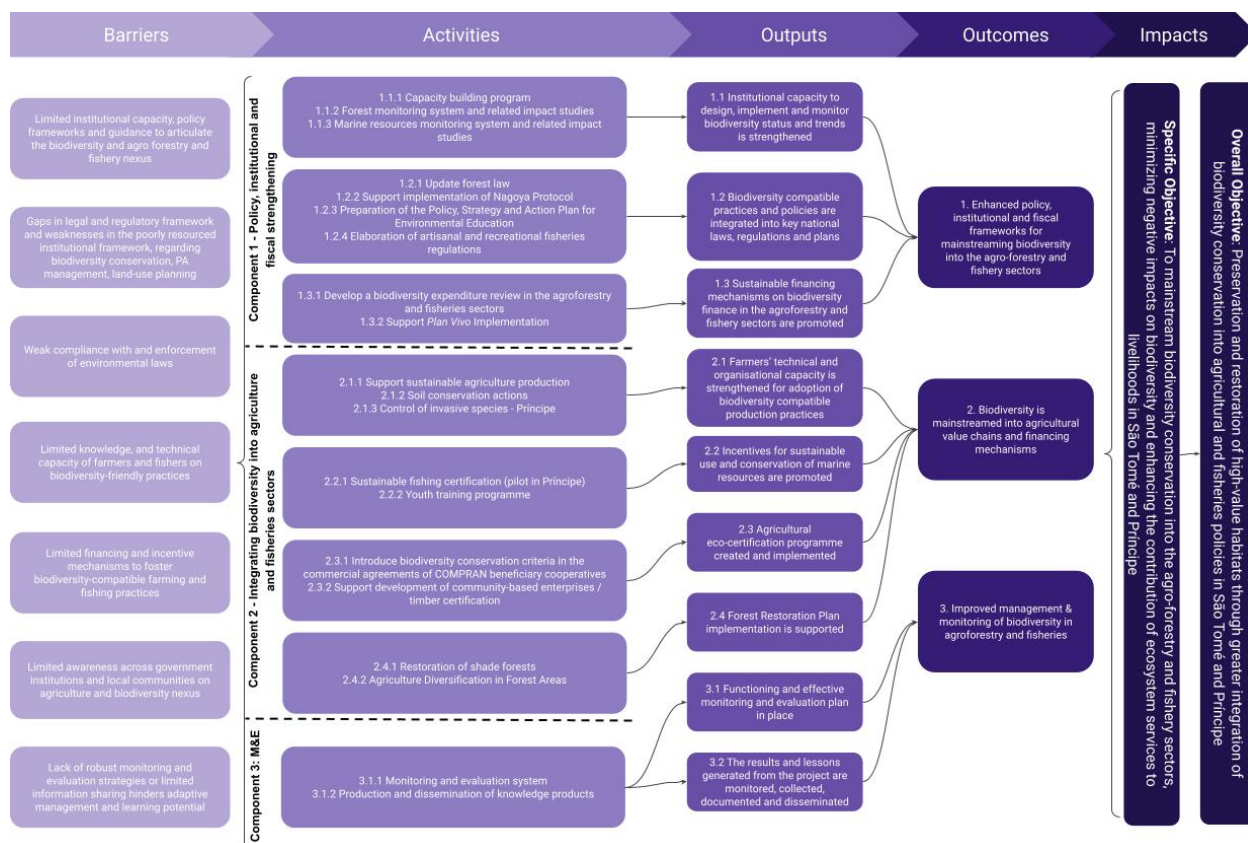 Barriers
Activities
Outputs
Outcomes
Impacts
Limited institutional capacity, policy
frameworks and guidance to articulate
the biodiversity and agro forestry and
fishery nexus
Gaps in legal and regulatory framework
and weaknesses in the poorly resourced
institutional framework, regarding
biodiversity conservation, PA
management, land-use planning
Weak compliance with and enforcement
of environmental laws
Limited knowledge, and technical
capacity of farmers and fishers on
biodiversity-friendly practices
Limited financing and incentive
mechanisms to foster
biodiversity-compatible farming and
fishing practices
Limited awareness across government
institutions and local communities on
agriculture and biodiversity nexus
Lack of robust monitoring and
evaluation strategies or limited
information sharing hinders adaptive
management and learning potential
Component 1 - Policy, institutional and
fiscal strengthening
Component 2 - Integrating biodiversity into agriculture
and fisheries sectors
Component 3: M&E
1.1.1 Capacity building program
1.1.2 Forest monitoring system and related impact studies
1.1.3 Marine resources monitoring system and related impact
studies
1.2.1 Update forest law
1.2.2 Support implementation of Nagoya Protocol
1.2.3 Preparation of the Policy, Strategy and Action Plan for
Environmental Education
1.2.4 Elaboration of artisanal and recreational fisheries
regulations
1.3.1 Develop a biodiversity expenditure review in the agroforestry
and fisheries sectors
1.3.2 Support Plan Vivo Implementation
2.1.1 Support sustainable agriculture production
2.1.2 Soil conservation actions
2.1.3 Control of invasive species - Príncipe
2.2.1 Sustainable fishing certification (pilot in Príncipe)
2.2.2 Youth training programme
2.3.1 Introduce biodiversity conservation criteria in the
commercial agreements of COMPRAN beneficiary cooperatives
2.3.2 Support development of community-based enterprises /
timber certification
2.4.1 Restoration of shade forests
2.4.2 Agriculture Diversification in Forest Areas
3.1.1 Monitoring and evaluation system
3.1.2 Production and dissemination of knowledge products
1.1 Institutional capacity to
design, implement and monitor
biodiversity status and trends is
strengthened
1.2 Biodiversity compatible
practices and policies are
integrated into key national
laws, regulations and plans
1.3 Sustainable financing
mechanisms on biodiversity
finance in the agroforestry and
fishery sectors are promoted
2.1 Farmers' technical and
organisational capacity is
strengthened for adoption of
biodiversity compatible
production practices
2.2 Incentives for sustainable
use and conservation of marine
resources are promoted
2.3 Agricultural
eco-certification programme
created and implemented
2.4 Forest Restoration Plan
implementation is supported
3.1 Functioning and effective
monitoring and evaluation plan
in place
3.2 The results and lessons
generated from the project are
monitored, collected,
documented and disseminated
1. Enhanced policy,
institutional and fiscal
frameworks for
mainstreaming biodiversity
into the agro-forestry and
fishery sectors
2. Biodiversity is
mainstreamed into agricultural
value chains and financing
mechanisms
3. Improved management &
monitoring of biodiversity in
agroforestry and fisheries
Specific Objective: To mainstream biodiversity conservation into the agro-forestry and fishery sectors,
minimizing negative impacts on biodiversity and enhancing the contribution of ecosystem services to
livelihoods in São Tomé and Príncipe
Overall Objective: Preservation and restoration of high-value habitats through greater integration of
biodiversity conservation into agricultural and fisheries policies in São Tomé and Príncipe